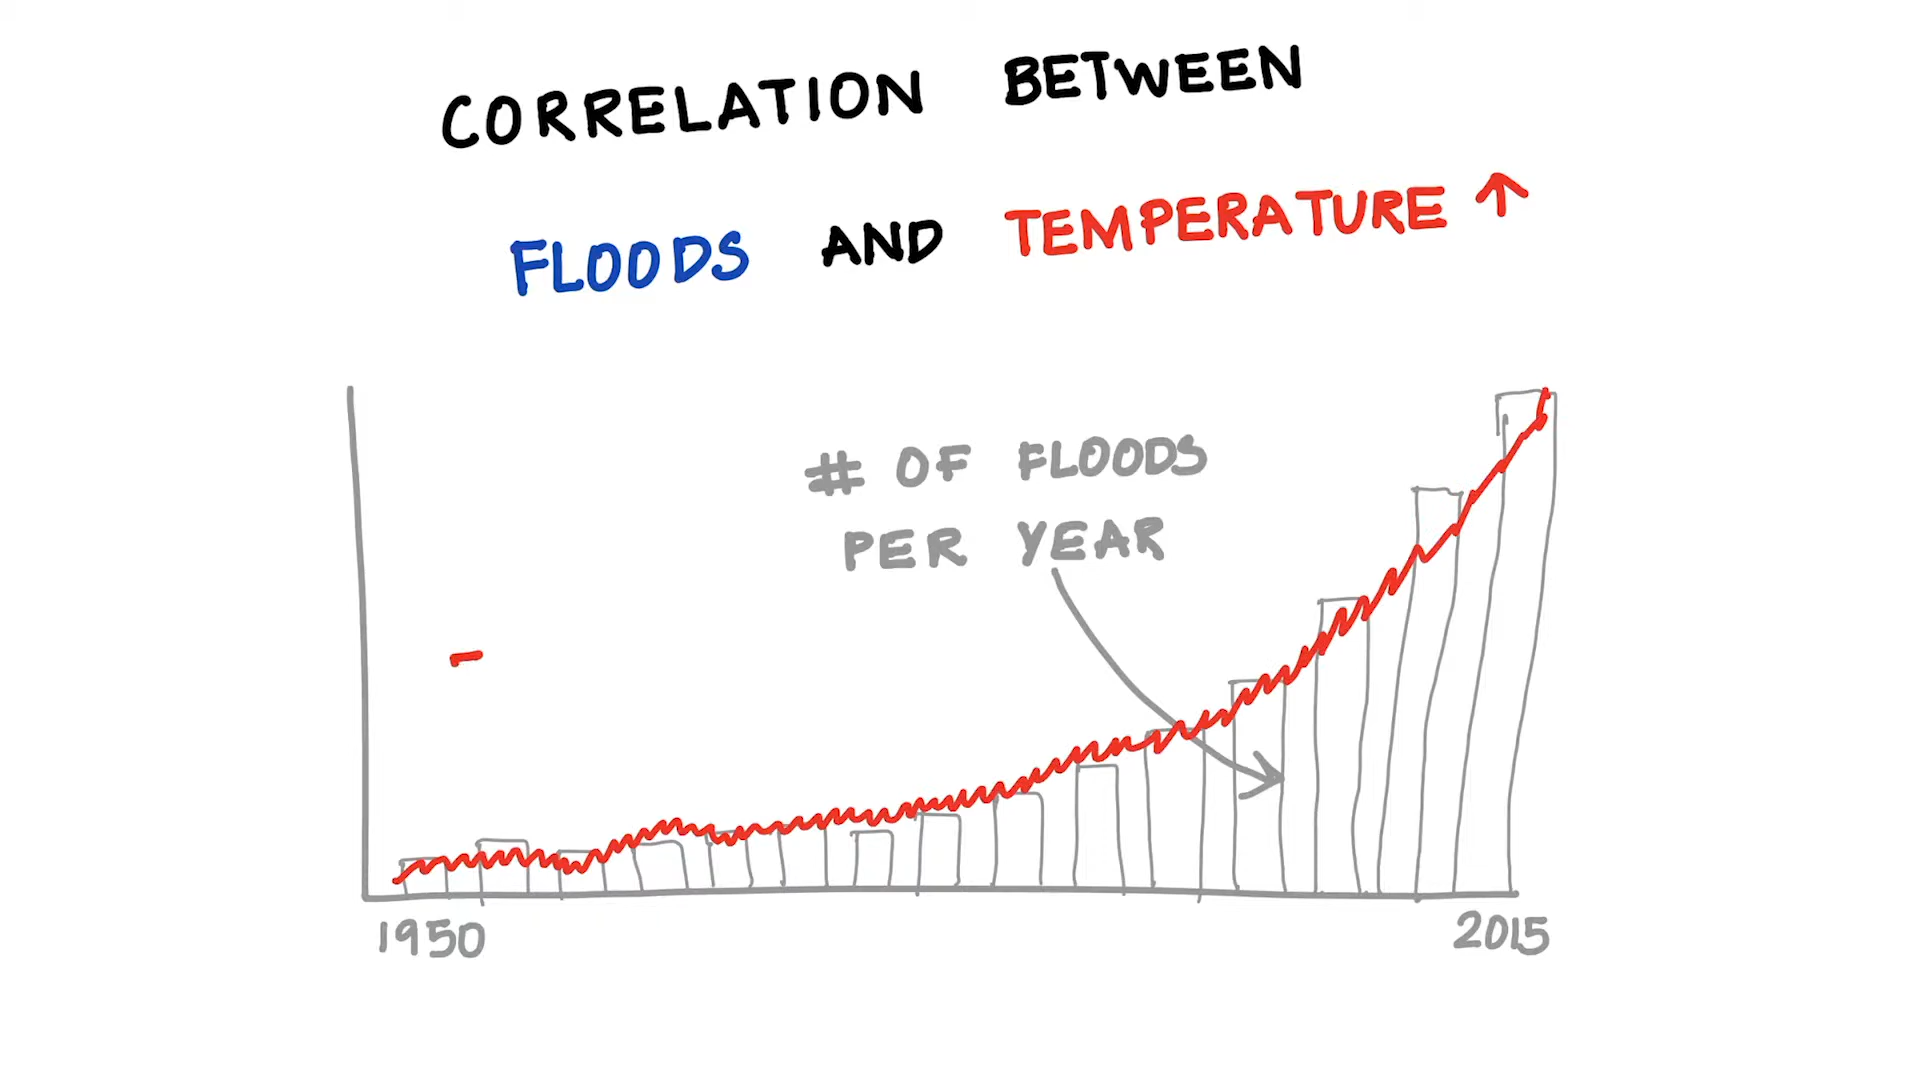 CORRELATION BETWEEN
FLOODS AND TEMPERATURE ↑
# OF FLOODS
PER YEAR
1950
2015